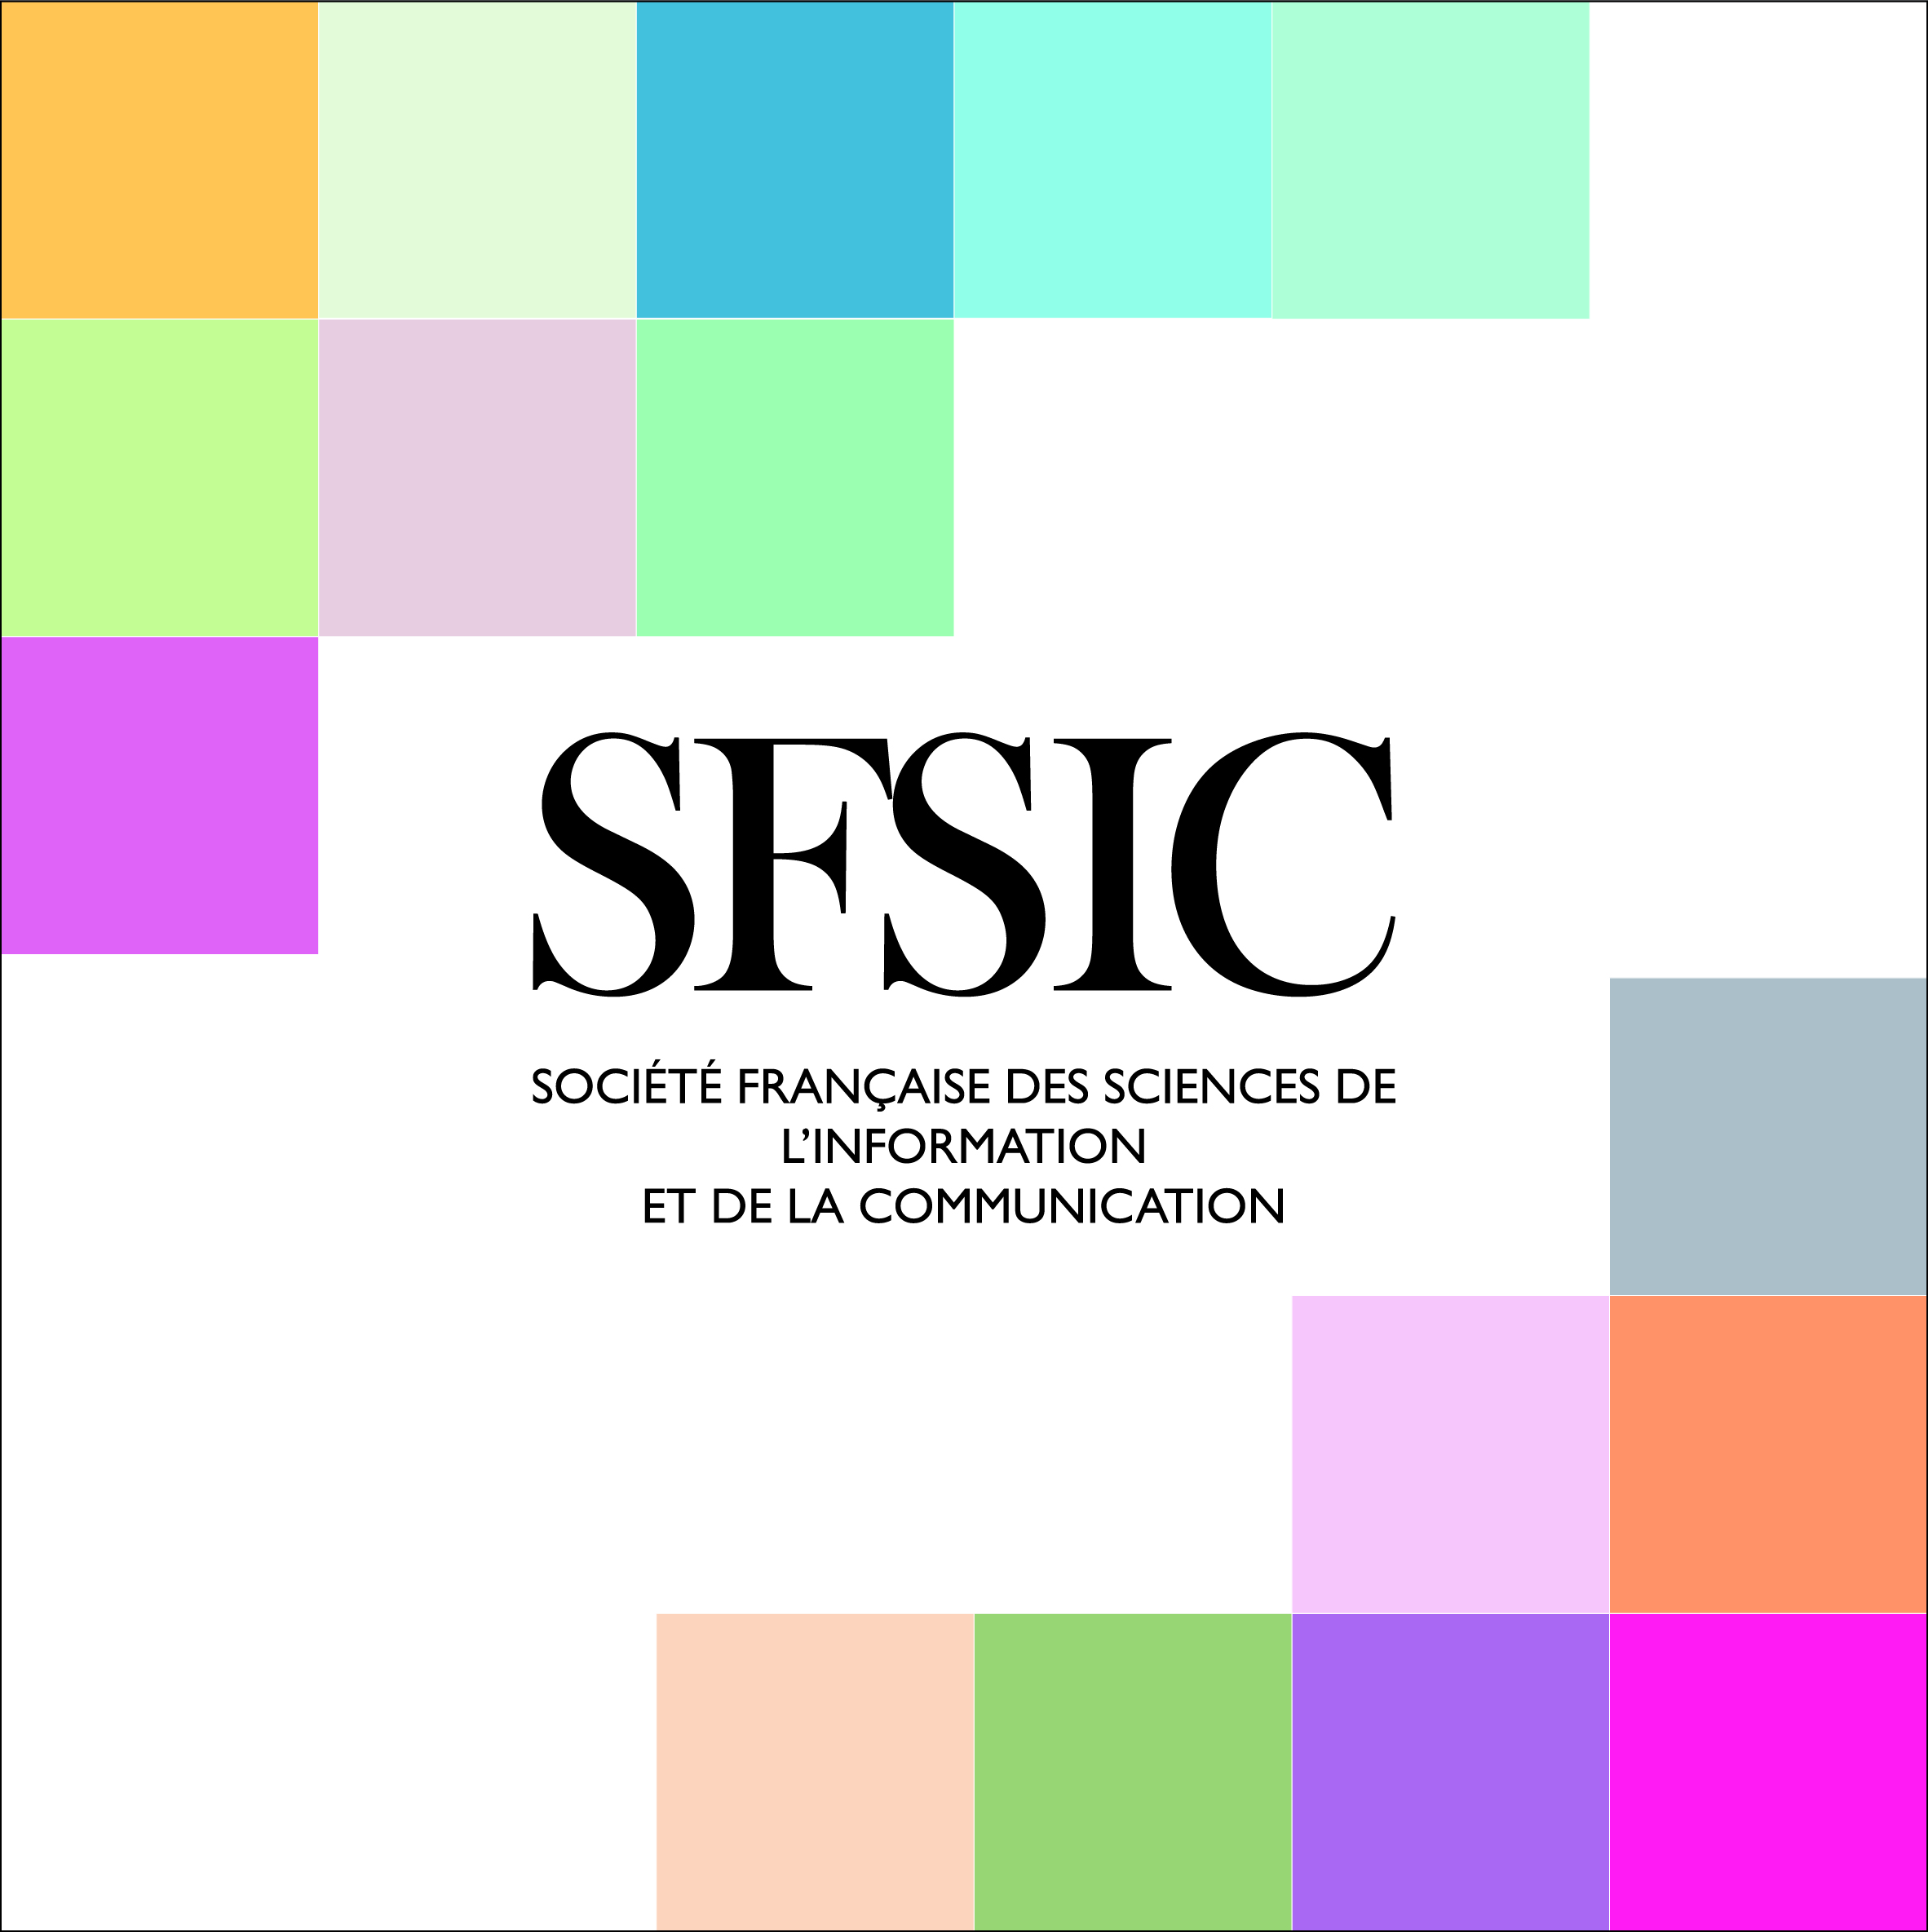 SFSIC
SOCIÉTÉ FRANÇAISE DES SCIENCES DE
L’INFORMATION
ET DE LA COMMUNICATION